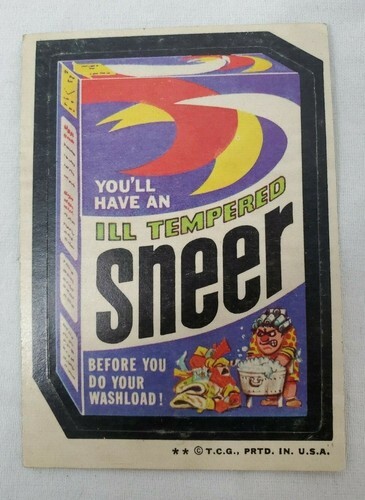 YOU'LL
HAVE AN
ILL TEMPERED
sneer
BEFORE YOU
DO YOUR
WASHLOAD!
** © T.C.G., PRTD. IN. U.S.A.